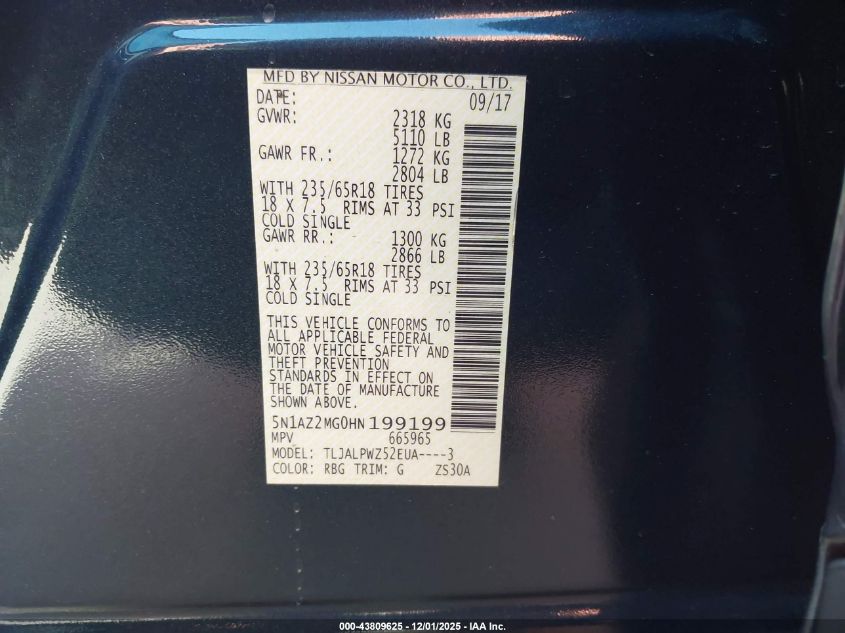 MFD BY NISSAN MOTOR CO., LTD.
DATE: 09/17
GVWR: 2318 KG
5110 LB
GAWR FR.: 1272 KG
2804 LB
WITH 235/65R18 TIRES
18 X 7.5 RIMS AT 33 PSI
COLD SINGLE
GAWR RR.: 1300 KG
2866 LB
WITH 235/65R18 TIRES
18 X 7.5 RIMS AT 33 PSI
COLD SINGLE
THIS VEHICLE CONFORMS TO
ALL APPLICABLE FEDERAL
MOTOR VEHICLE SAFETY AND
THEFT PREVENTION
STANDARDS IN EFFECT ON
THE DATE OF MANUFACTURE
SHOWN ABOVE.
5N1AZ2MG0HN199199
MPV 665965
MODEL: TLJALPWZ52EUA----3
COLOR: RBG TRIM: G ZS30A
000-43809625 - 12/01/2025 - IAA Inc.